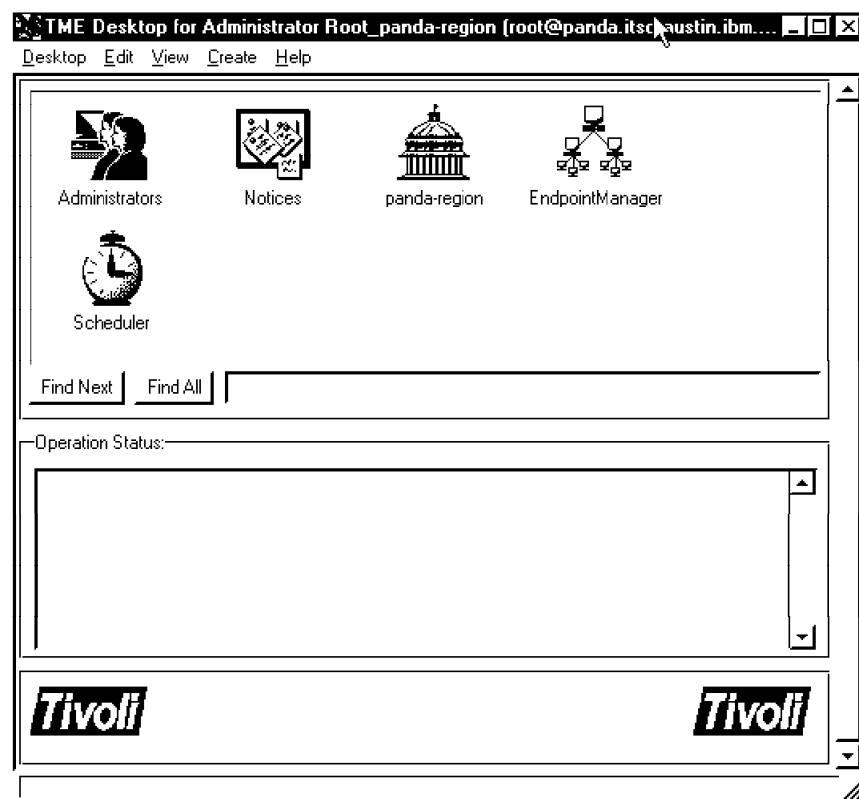 TME Desktop for Administrator Root_panda-region (root@panda.itsc.austin.ibm....
Desktop Edit View Create Help
Administrators Notices panda-region EndpointManager
Scheduler
Find Next Find All
Operation Status:
Tivoli Tivoli